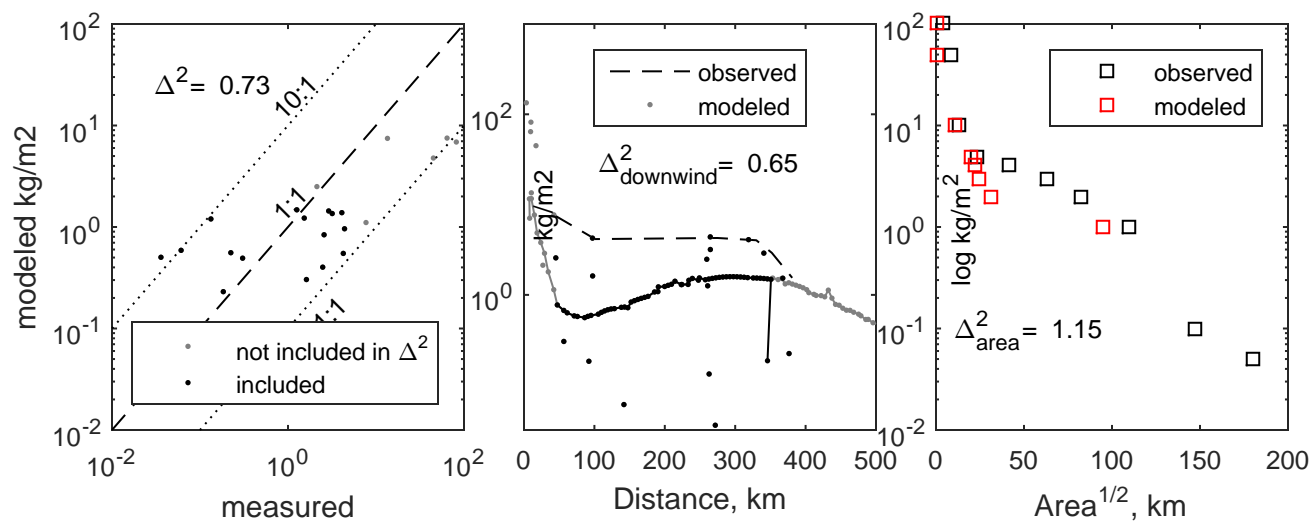 modeled kg/m2
10^2
10^1
10^0
10^-1
10^-2
Δ^2= 0.73
10:1
1:1
1:1
not included in Δ^2
included
10^-2
10^0
10^2
measured
10^2
10^0
kg/m2
observed
modeled
Δ^2_downwind= 0.65
0
100
200
300
400
500
Distance, km
10^2
10^1
10^0
10^-1
10^-2
log kg/m^2
observed
modeled
Δ^2_area= 1.15
0
50
100
150
200
Area^1/2, km